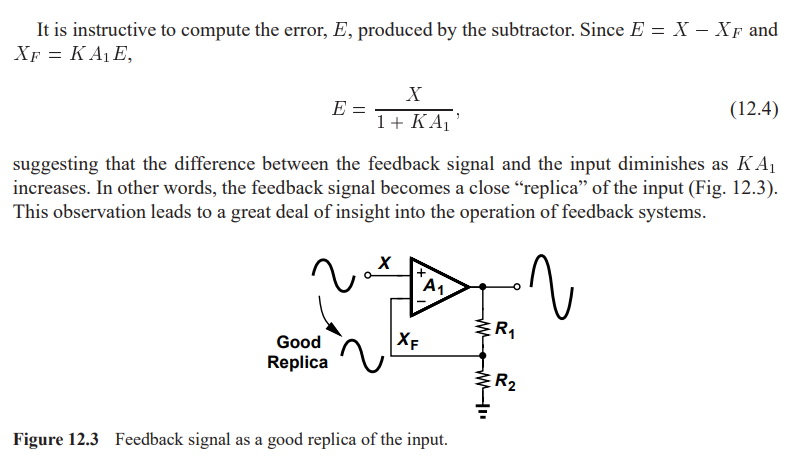 It is instructive to compute the error, E, produced by the subtractor. Since E = X − X_F and
X_F = K A_1 E,
E = X / (1 + K A_1), (12.4)
suggesting that the difference between the feedback signal and the input diminishes as K A_1
increases. In other words, the feedback signal becomes a close “replica” of the input (Fig. 12.3).
This observation leads to a great deal of insight into the operation of feedback systems.
X
+
A_1
−
R_1
Good
Replica
X_F
R_2
Figure 12.3 Feedback signal as a good replica of the input.